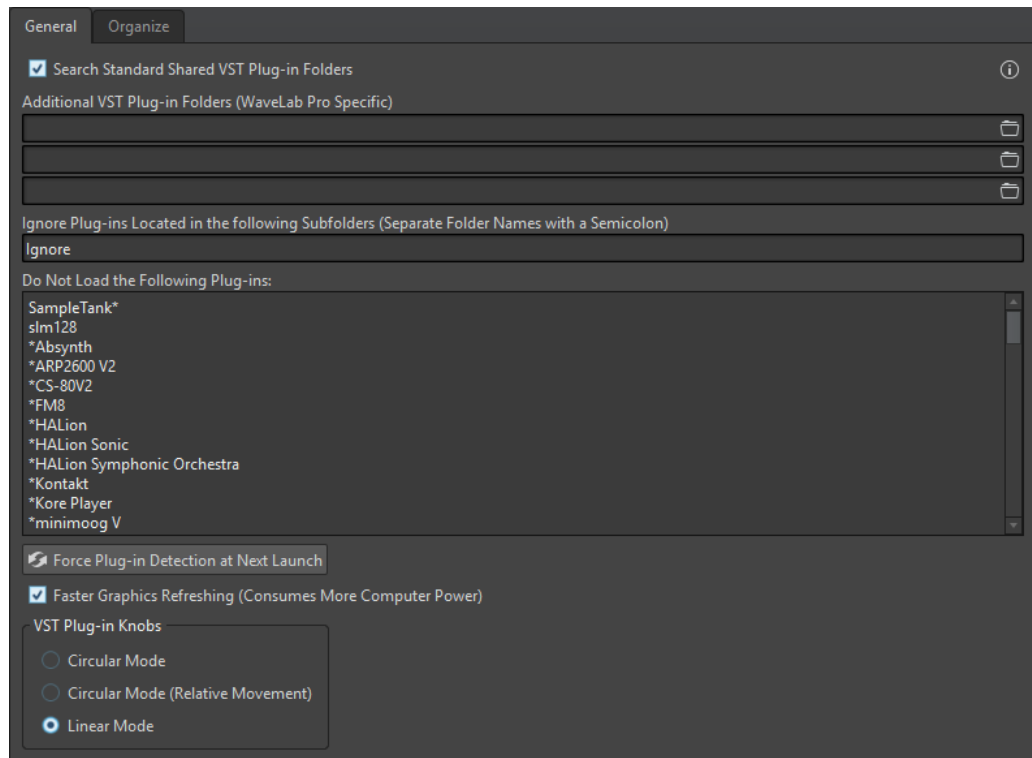 General
Organize
Search Standard Shared VST Plug-in Folders
Additional VST Plug-in Folders (WaveLab Pro Specific)
Ignore Plug-ins Located in the following Subfolders (Separate Folder Names with a Semicolon)
Ignore
Do Not Load the Following Plug-ins:
SampleTank*
slm128
*Absynth
*ARP2600 V2
*CS-80V2
*FM8
*HALion
*HALion Sonic
*HALion Symphonic Orchestra
*Kontakt
*Kore Player
*minimoog V
Force Plug-in Detection at Next Launch
Faster Graphics Refreshing (Consumes More Computer Power)
VST Plug-in Knobs
Circular Mode
Circular Mode (Relative Movement)
Linear Mode